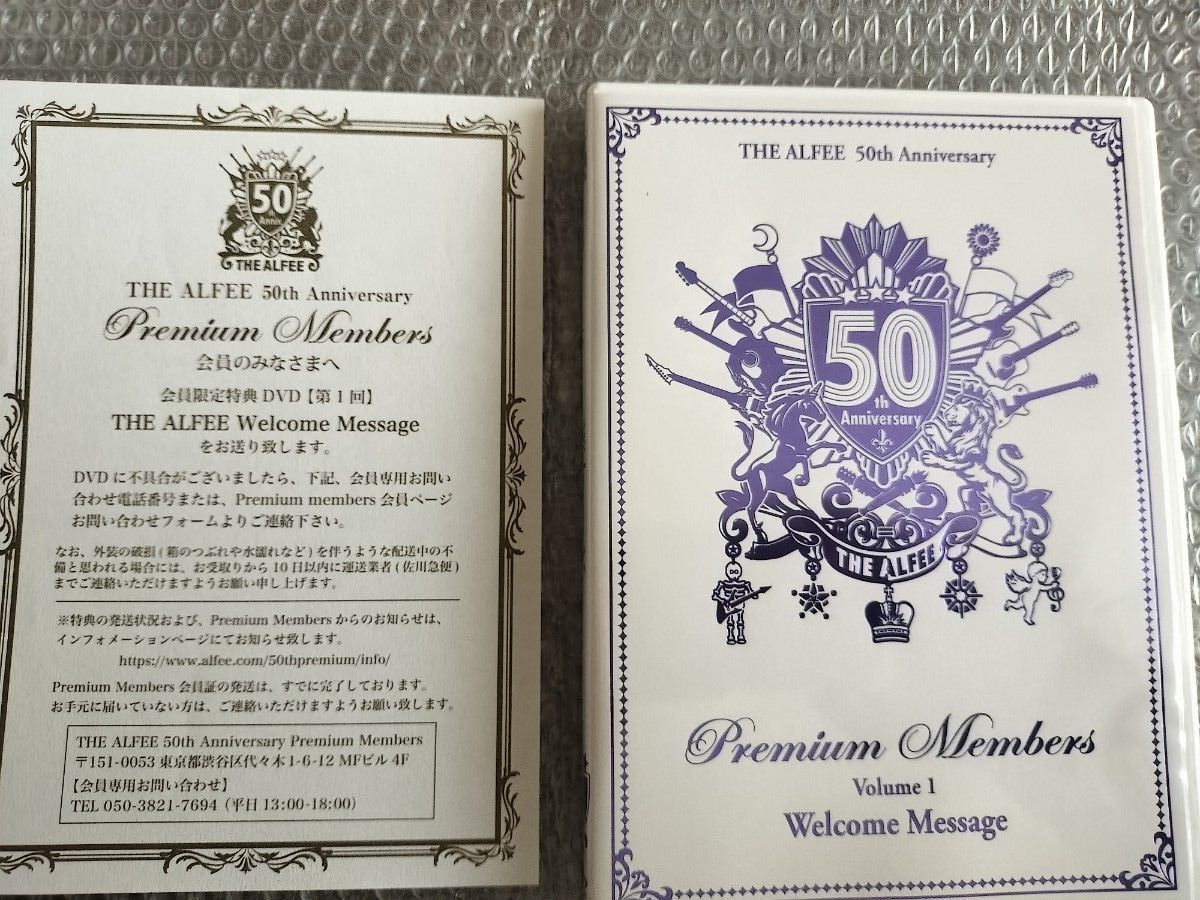 50
th
Anniv.
THE ALFEE
THE ALFEE 50th Anniversary
Premium Members
会員のみなさまへ
会員限定特典 DVD【第1回】
THE ALFEE Welcome Message
をお送り致します。
DVD に不具合がございましたら、下記、会員専用お問い
合わせ電話番号または、Premium members 会員ページ
お問い合わせフォームよりご連絡下さい。
なお、外装の破損(箱のつぶれや水濡れなど)を伴うような配送中の不
備と思われる場合には、お受取りから10日以内に運送業者(佐川急便)
までご連絡いただけますようお願い申し上げます。
※特典の発送状況および、Premium Members からのお知らせは、
インフォメーションページにてお知らせ致します。
https://www.alfee.com/50thpremium/info/
Premium Members 会員証の発送は、すでに完了しております。
お手元に届いていない方は、ご連絡いただけますようお願い致します。
THE ALFEE 50th Anniversary Premium Members
〒151-0053 東京都渋谷区代々木1-6-12 MFビル 4F
【会員専用お問い合わせ】
TEL 050-3821-7694(平日 13:00-18:00)
THE ALFEE 50th Anniversary
50
th
Anniversary
THE ALFEE
Premium Members
Volume 1
Welcome Message